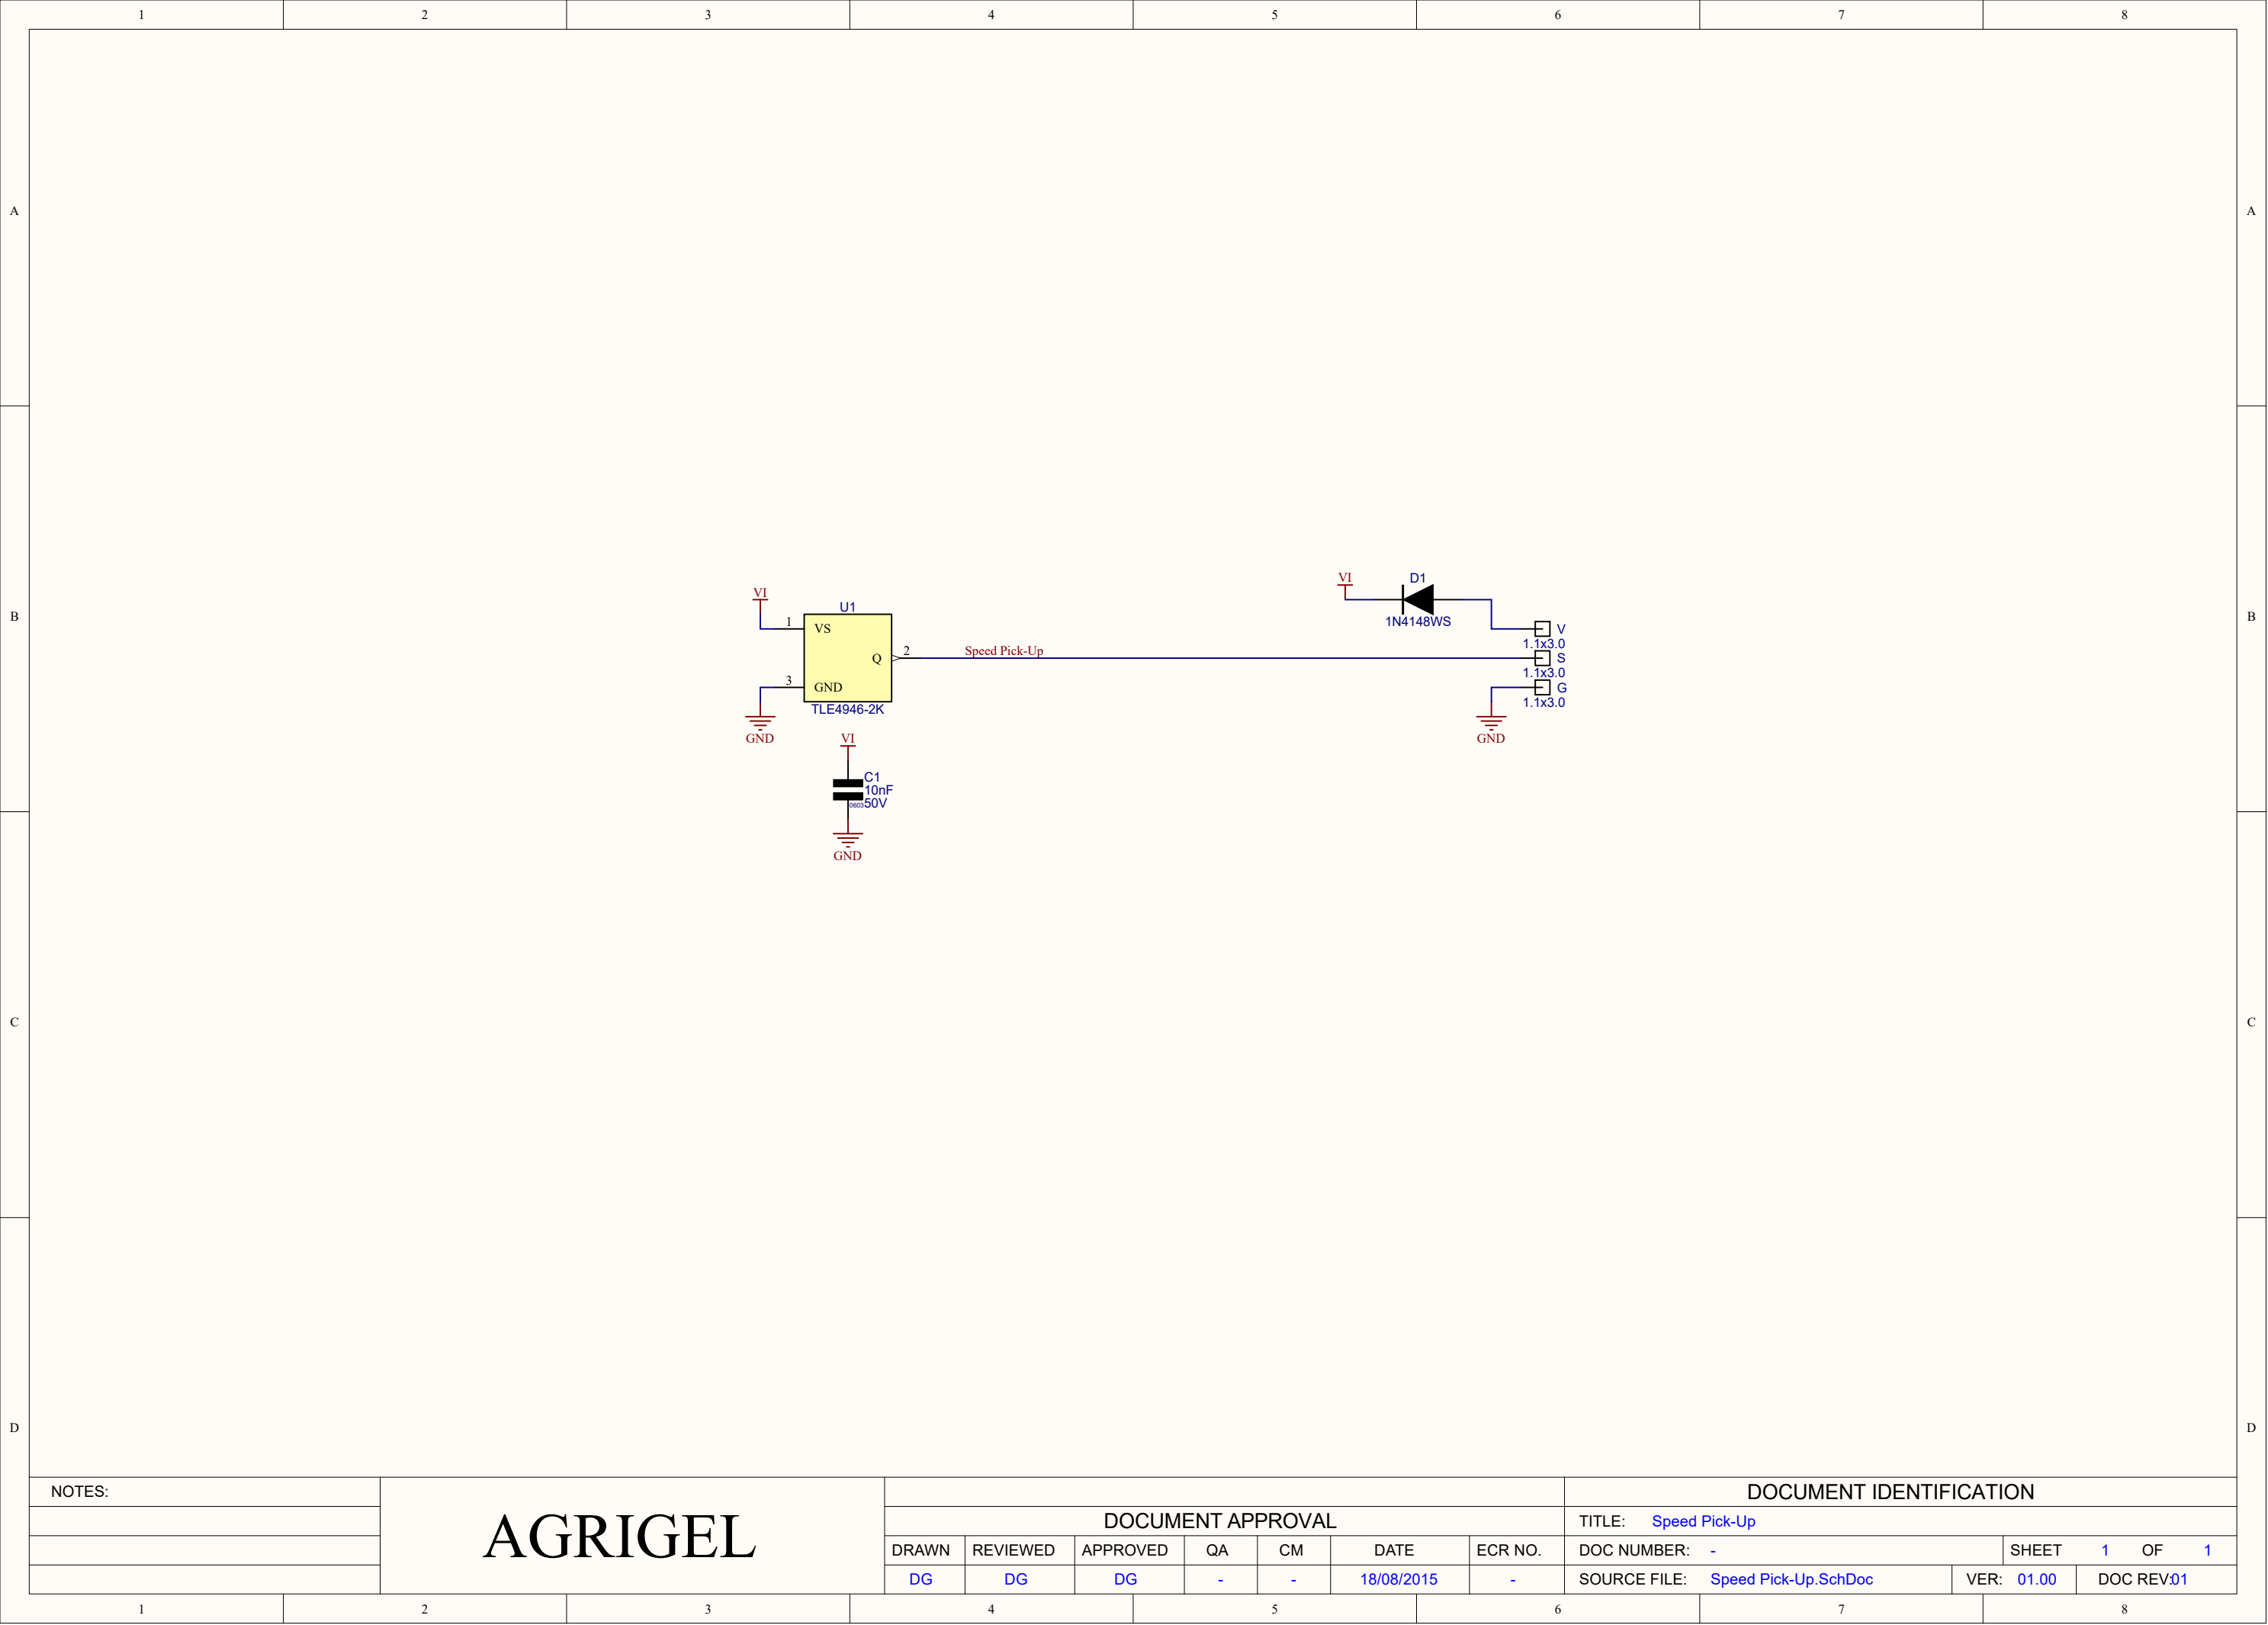 1 2 3 4 5 6 7 8
A A
VI D1
VI
U1
1N4148WS
B B
1 VS
V
1.1x3.0
Q 2 Speed Pick-Up S
1.1x3.0
3 GND
G
1.1x3.0
TLE4946-2K
GND VI GND
C1
10nF
0603 50V
GND
C C
D D
NOTES:
AGRIGEL
DOCUMENT IDENTIFICATION
DOCUMENT APPROVAL
TITLE: Speed Pick-Up
DRAWN REVIEWED APPROVED QA CM DATE ECR NO.
DOC NUMBER: - SHEET 1 OF 1
DG DG DG - - 18/08/2015 -
SOURCE FILE: Speed Pick-Up.SchDoc VER: 01.00 DOC REV:01
1 2 3 4 5 6 7 8